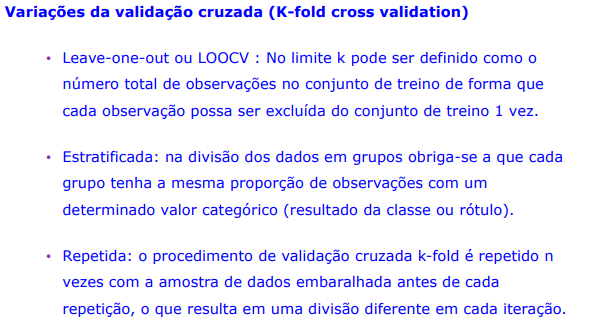 Variações da validação cruzada (K-fold cross validation)
• Leave-one-out ou LOOCV : No limite k pode ser definido como o
número total de observações no conjunto de treino de forma que
cada observação possa ser excluída do conjunto de treino 1 vez.
• Estratificada: na divisão dos dados em grupos obriga-se a que cada
grupo tenha a mesma proporção de observações com um
determinado valor categórico (resultado da classe ou rótulo).
• Repetida: o procedimento de validação cruzada k-fold é repetido n
vezes com a amostra de dados embaralhada antes de cada
repetição, o que resulta em uma divisão diferente em cada iteração.